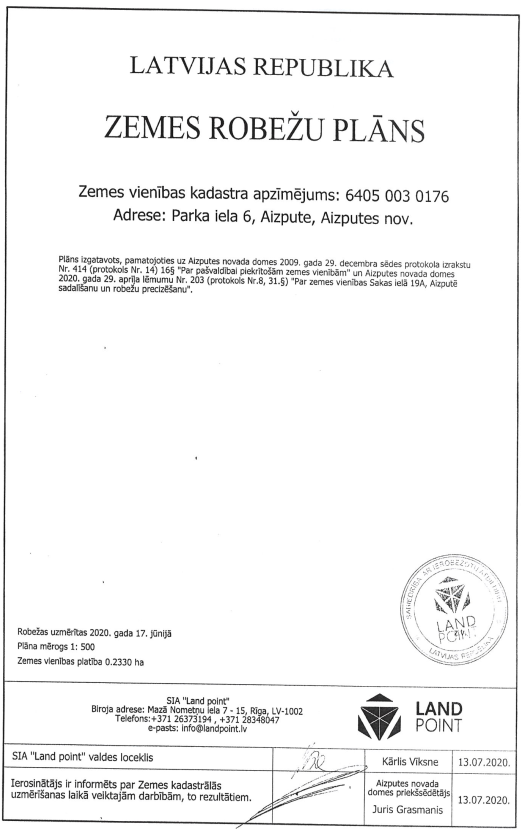 LATVIJAS REPUBLIKA
ZEMES ROBEŽU PLĀNS
Zemes vienības kadastra apzīmējums: 6405 003 0176
Adrese: Parka iela 6, Aizpute, Aizputes nov.
Plāns izgatavots, pamatojoties uz Aizputes novada domes 2009. gada 29. decembra sēdes protokola izrakstu
Nr. 414 (protokols Nr. 14) 16§ "Par pašvaldībai piekritošām zemes vienībām" un Aizputes novada domes
2020. gada 29. aprīļa lēmumu Nr. 203 (protokols Nr.8, 31.§) "Par zemes vienības Sakas ielā 19A, Aizputē
sadalīšanu un robežu precizēšanu".
SABIEDRĪBA AR IEROBEŽOTU ATBILDĪBU
LAND
POINT
LATVIJAS REPUBLIKA
Robežas uzmērītas 2020. gada 17. jūnijā
Plāna mērogs 1: 500
Zemes vienības platība 0.2330 ha
SIA "Land point"
Biroja adrese: Mazā Nometņu iela 7 - 15, Rīga, LV-1002
Telefons:+371 26373194 , +371 28348047
e-pasts: info@landpoint.lv
LAND
POINT
SIA "Land point" valdes loceklis
Kārlis Vīksne
13.07.2020.
Ierosinātājs ir informēts par Zemes kadastrālās
uzmērīšanas laikā veiktajām darbībām, to rezultātiem.
Aizputes novada
domes priekšsēdētājs
Juris Grasmanis
13.07.2020.